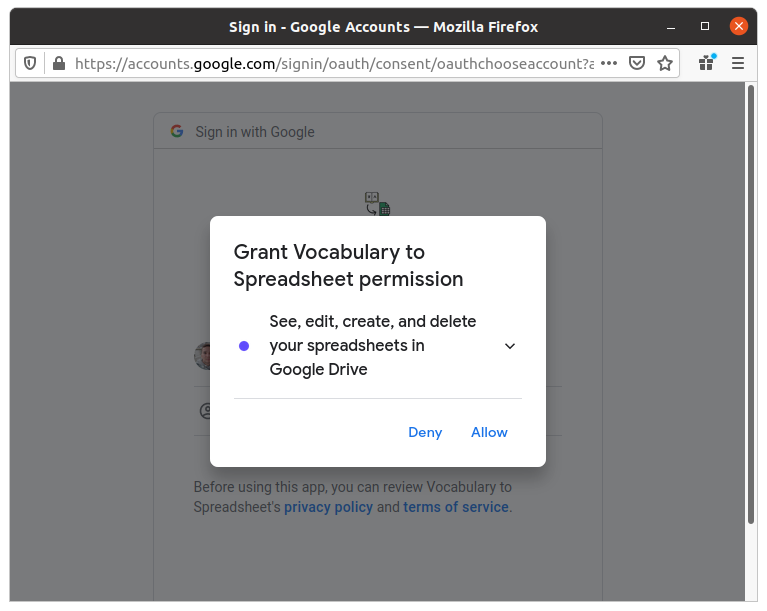 Sign in - Google Accounts — Mozilla Firefox
https://accounts.google.com/signin/oauth/consent/oauthchooseaccount?a
Sign in with Google
Grant Vocabulary to
Spreadsheet permission
See, edit, create, and delete
your spreadsheets in
Google Drive
Deny Allow
Before using this app, you can review Vocabulary to
Spreadsheet's privacy policy and terms of service.